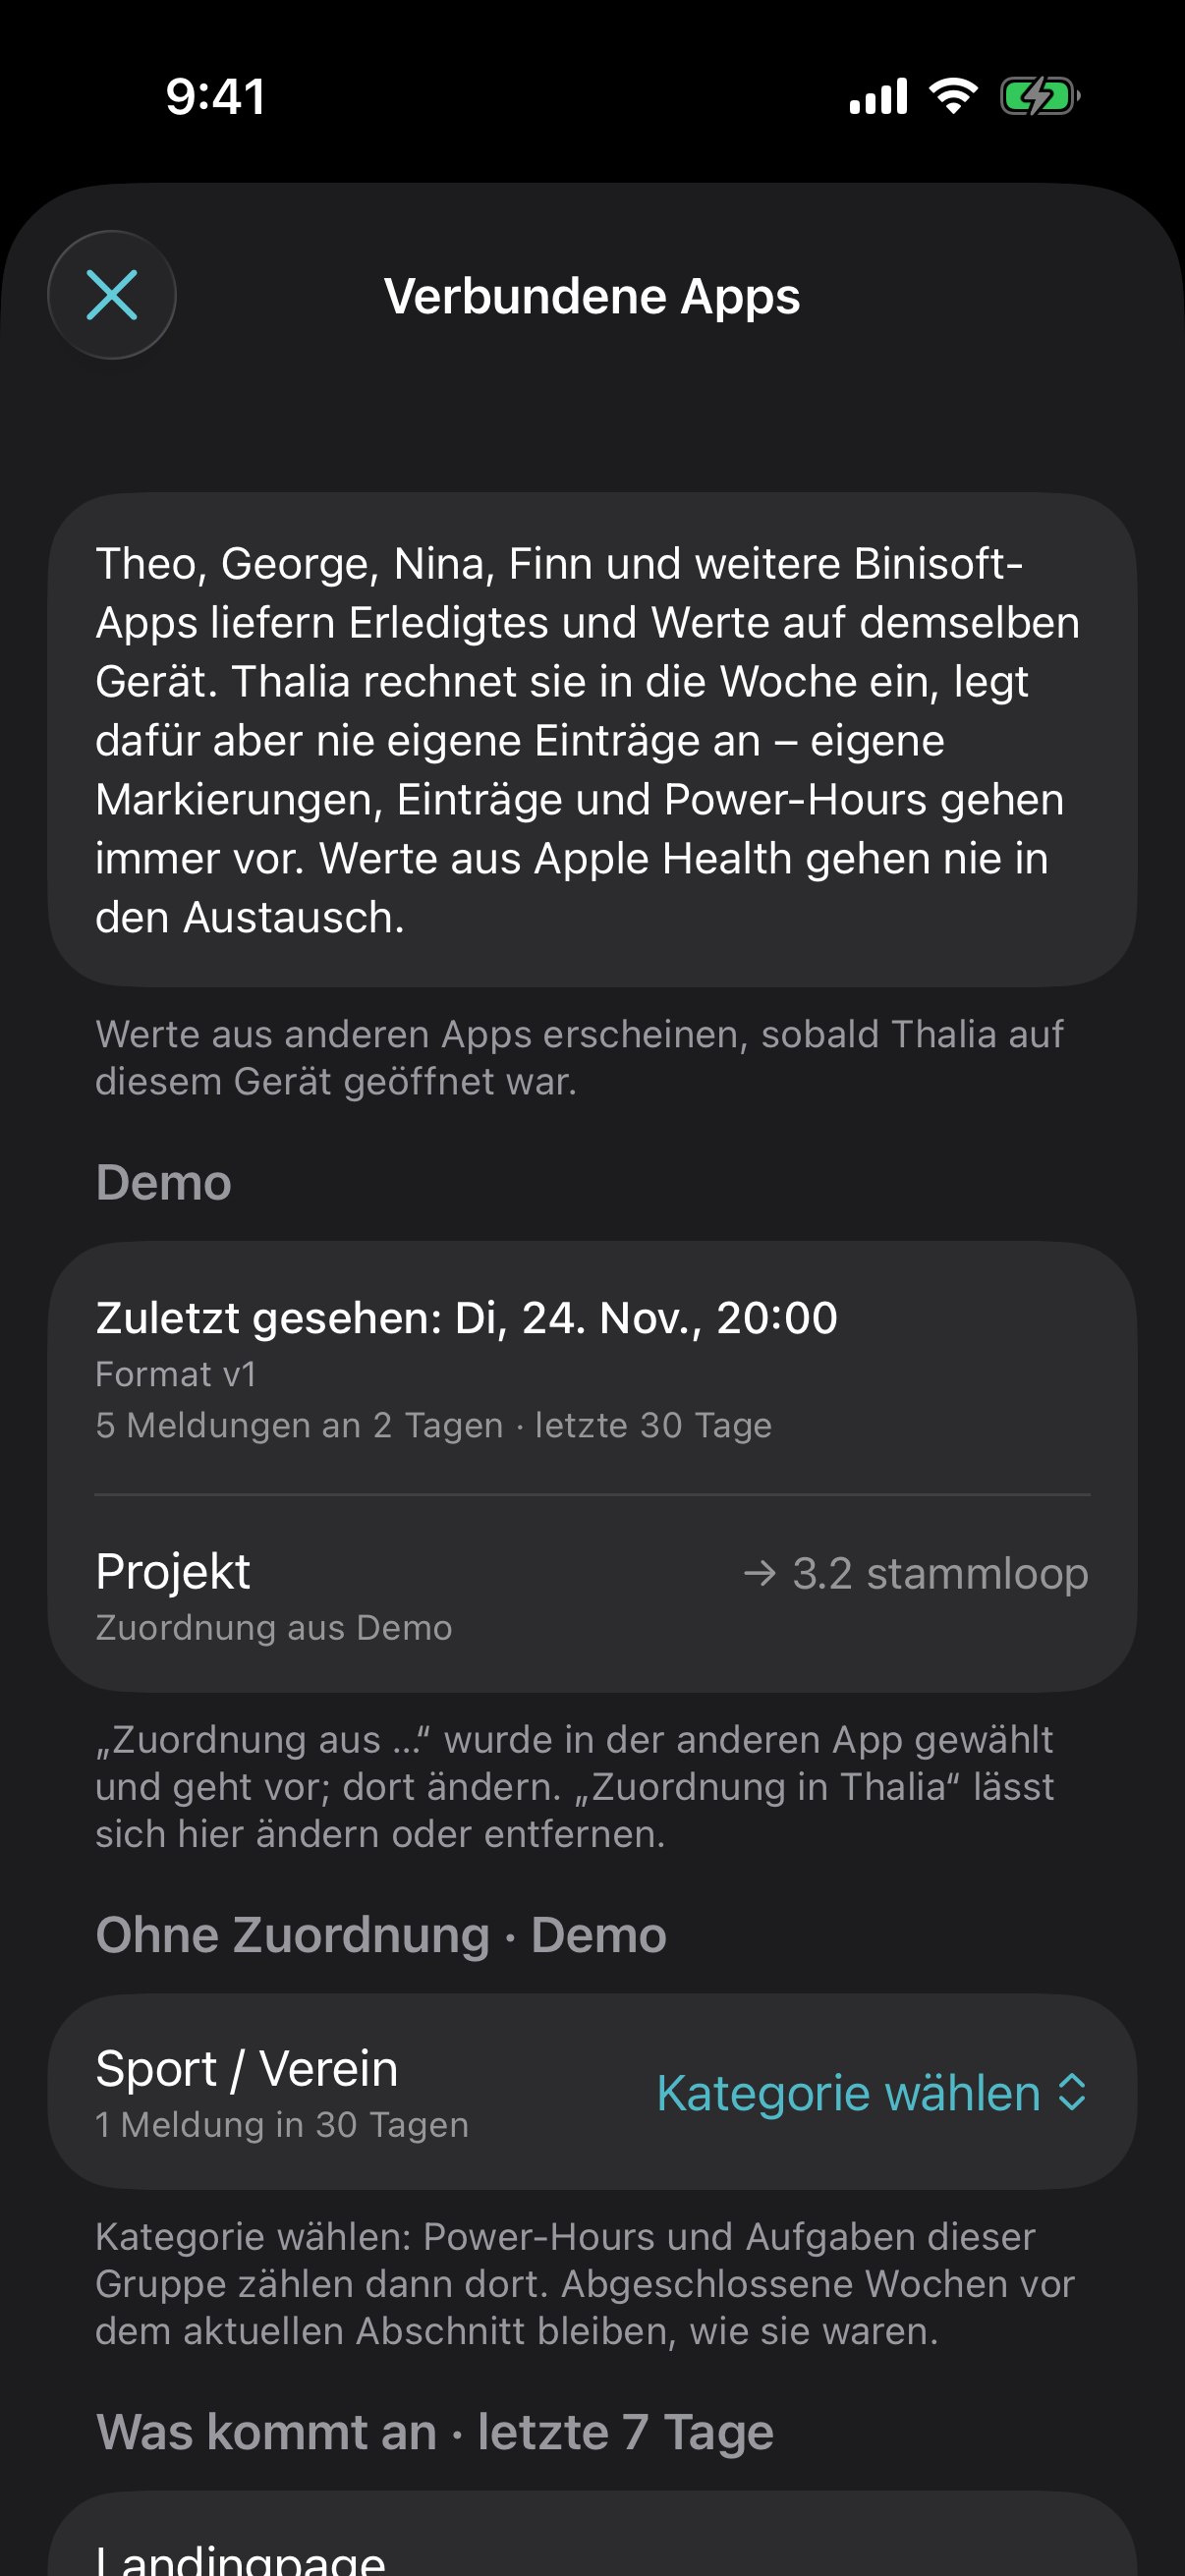 9:41
Verbundene Apps
Theo, George, Nina, Finn und weitere Binisoft-
Apps liefern Erledigtes und Werte auf demselben
Gerät. Thalia rechnet sie in die Woche ein, legt
dafür aber nie eigene Einträge an – eigene
Markierungen, Einträge und Power-Hours gehen
immer vor. Werte aus Apple Health gehen nie in
den Austausch.
Werte aus anderen Apps erscheinen, sobald Thalia auf
diesem Gerät geöffnet war.
Demo
Zuletzt gesehen: Di, 24. Nov., 20:00
Format v1
5 Meldungen an 2 Tagen · letzte 30 Tage
Projekt
→ 3.2 stammloop
Zuordnung aus Demo
„Zuordnung aus …“ wurde in der anderen App gewählt
und geht vor; dort ändern. „Zuordnung in Thalia“ lässt
sich hier ändern oder entfernen.
Ohne Zuordnung · Demo
Sport / Verein
Kategorie wählen
1 Meldung in 30 Tagen
Kategorie wählen: Power-Hours und Aufgaben dieser
Gruppe zählen dann dort. Abgeschlossene Wochen vor
dem aktuellen Abschnitt bleiben, wie sie waren.
Was kommt an · letzte 7 Tage
Landingpage